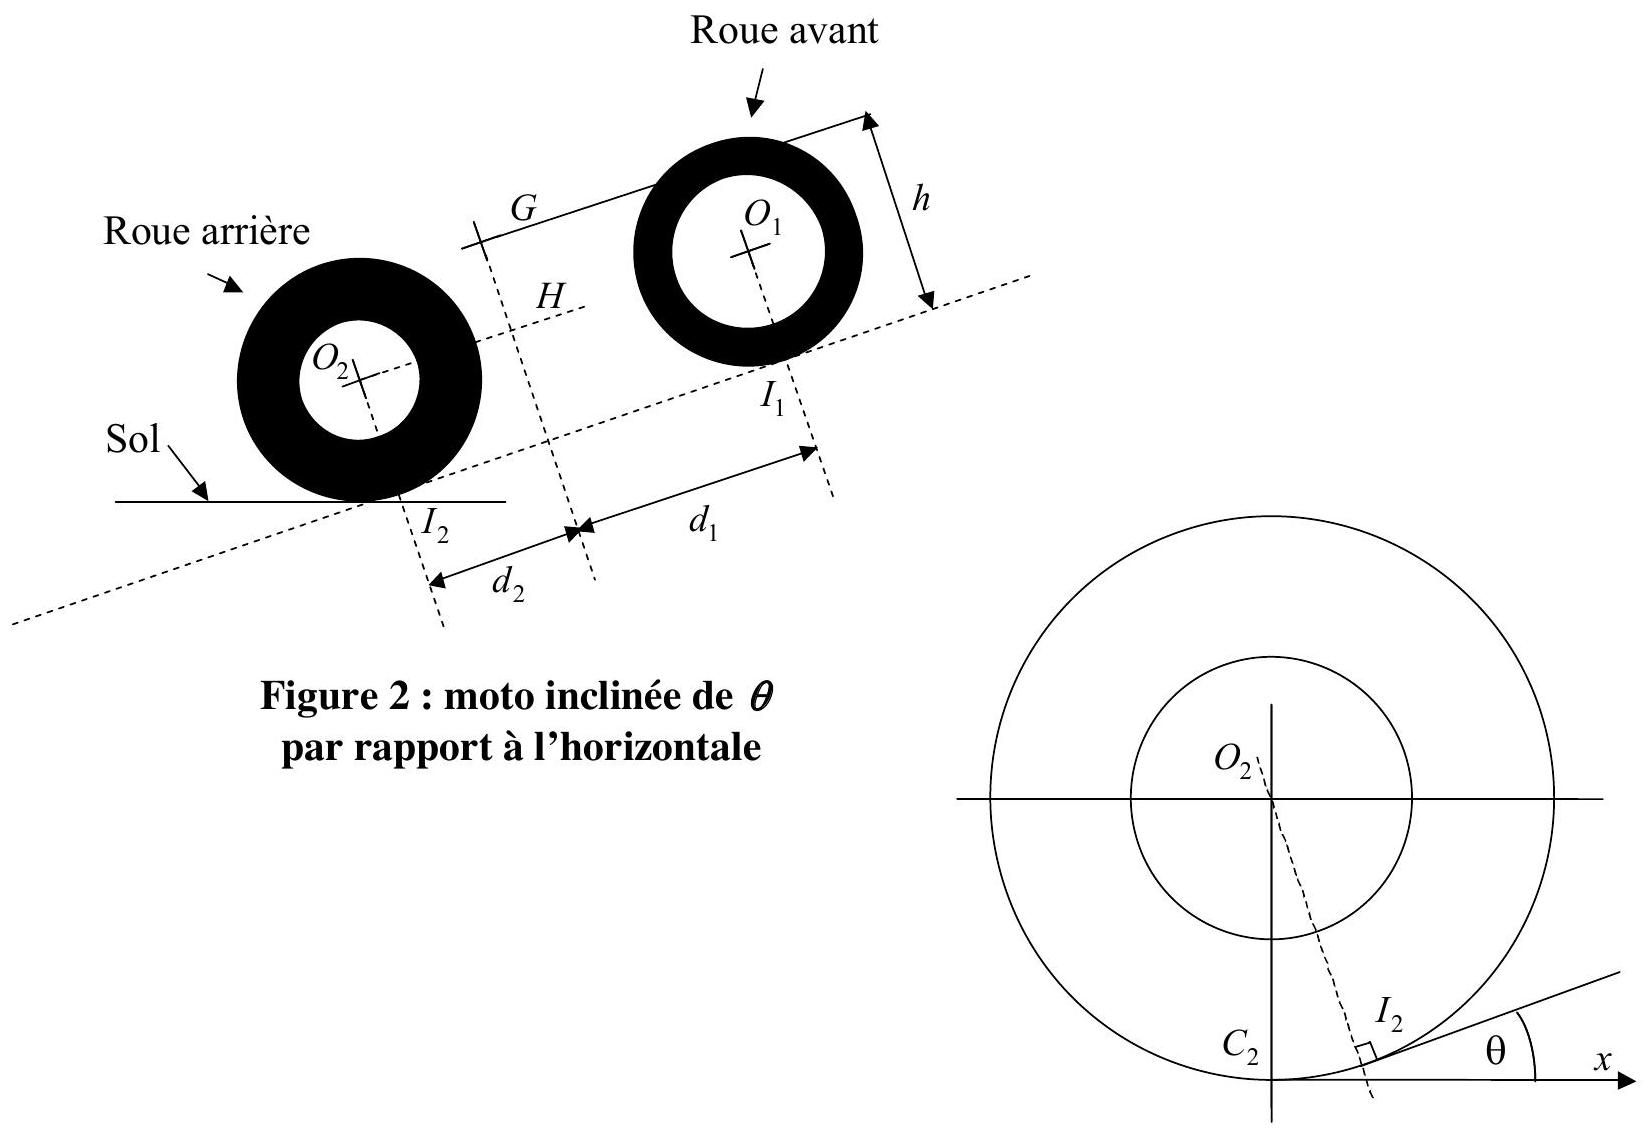 Roue avant
h
G
O₁
Roue arrière
H
O₂
I₁
Sol
I₂
d₁
d₂
Figure 2 : moto inclinée de θ
par rapport à l’horizontale
O₂
I₂
C₂
θ
x